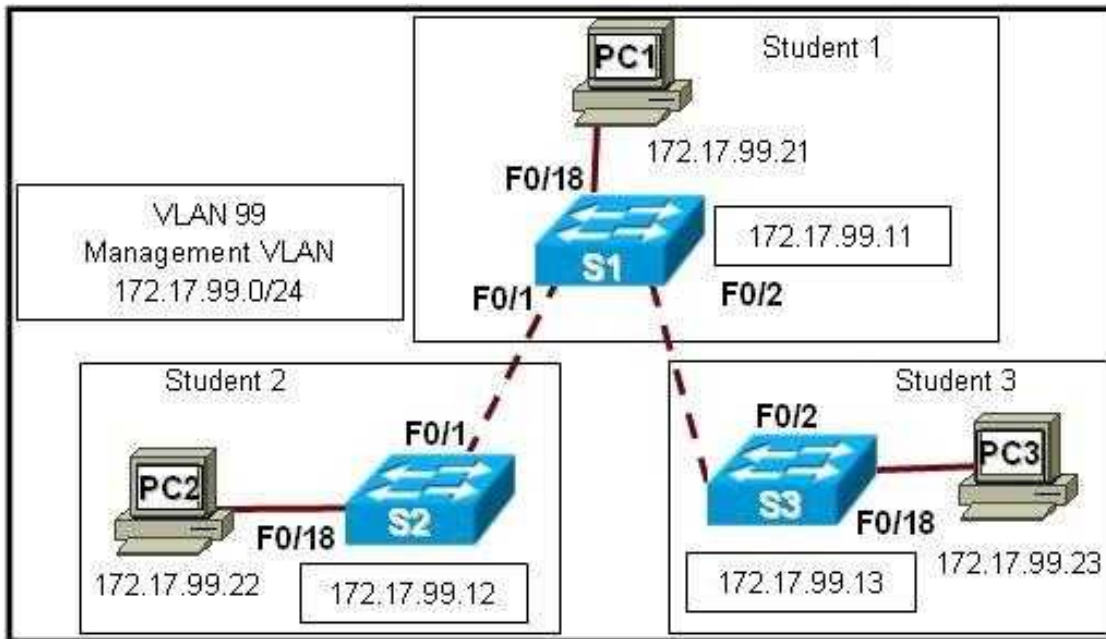 PC1
Student 1
172.17.99.21
F0/18
VLAN 99
Management VLAN
172.17.99.0/24
172.17.99.11
S1
F0/1
F0/2
Student 2
F0/1
PC2
S2
F0/18
172.17.99.22
172.17.99.12
Student 3
F0/2
PC3
S3
F0/18
172.17.99.13
172.17.99.23